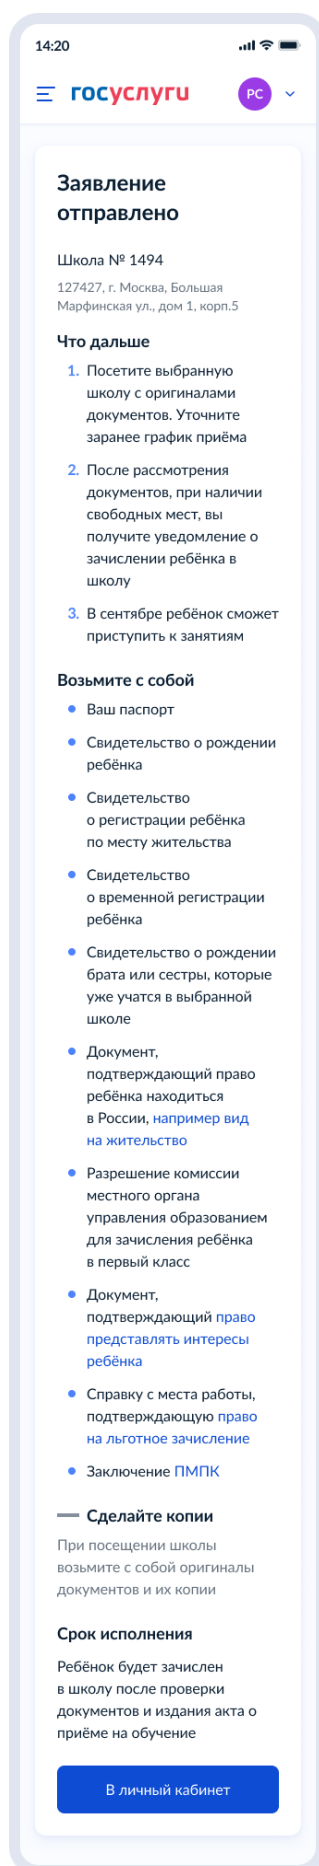 14:20
госуслуги
РС
Заявление
отправлено
Школа № 1494
127427, г. Москва, Большая
Марфинская ул., дом 1, корп.5
Что дальше
1. Посетите выбранную
школу с оригиналами
документов. Уточните
заранее график приёма
2. После рассмотрения
документов, при наличии
свободных мест, вы
получите уведомление о
зачислении ребёнка в
школу
3. В сентябре ребёнок сможет
приступить к занятиям
Возьмите с собой
Ваш паспорт
Свидетельство о рождении
ребёнка
Свидетельство
о регистрации ребёнка
по месту жительства
Свидетельство
о временной регистрации
ребёнка
Свидетельство о рождении
брата или сестры, которые
уже учатся в выбранной
школе
Документ,
подтверждающий право
ребёнка находиться
в России, например вид
на жительство
Разрешение комиссии
местного органа
управления образованием
для зачисления ребёнка
в первый класс
Документ,
подтверждающий право
представлять интересы
ребёнка
Справку с места работы,
подтверждающую право
на льготное зачисление
Заключение ПМПК
Сделайте копии
При посещении школы
возьмите с собой оригиналы
документов и их копии
Срок исполнения
Ребёнок будет зачислен
в школу после проверки
документов и издания акта о
приёме на обучение
В личный кабинет